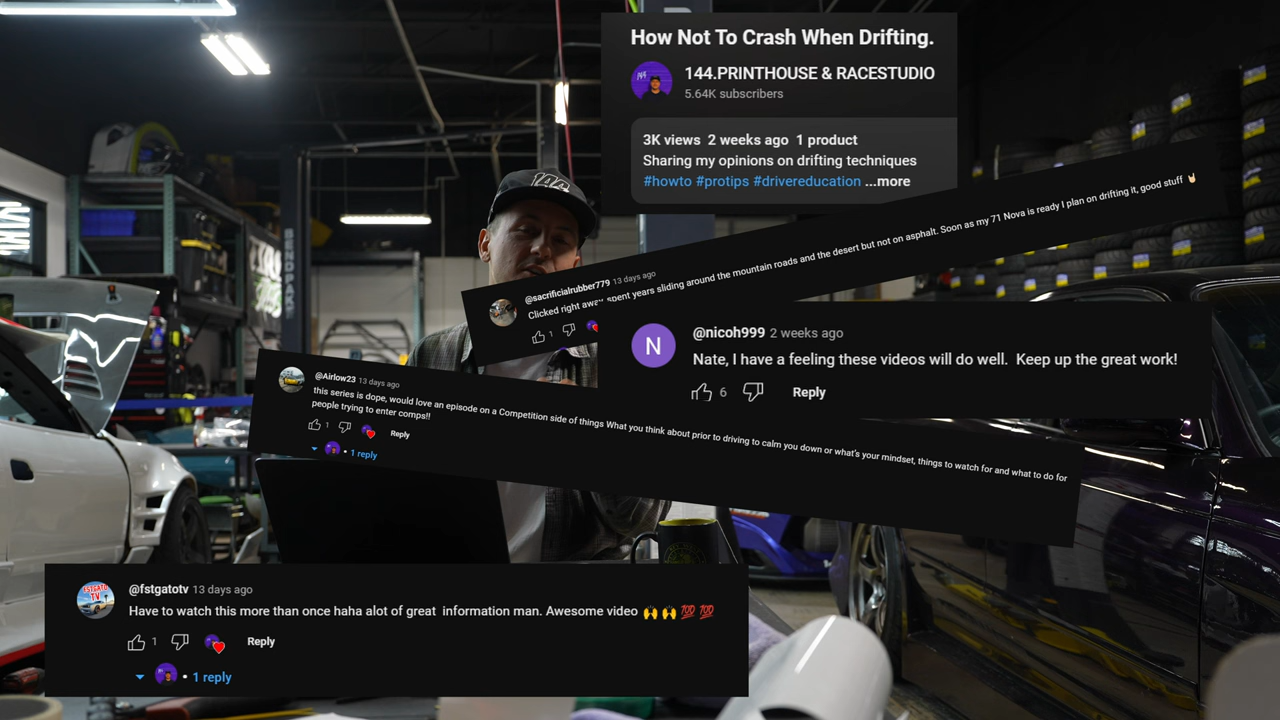 How Not To Crash When Drifting.
144.PRINTHOUSE & RACESTUDIO
5.64K subscribers
3K views 2 weeks ago 1 product
Sharing my opinions on drifting techniques
#howto #protips #drivereducation ...more
@sacrificialrubber779 13 days ago
Clicked right away, spent years sliding around the mountain roads and the desert but not on asphalt. Soon as my 71 Nova is ready I plan on drifting it, good stuff 🤘🏻
1
N
@nicoh999 2 weeks ago
Nate, I have a feeling these videos will do well. Keep up the great work!
6 Reply
@Airlow23 13 days ago
this series is dope, would love an episode on a Competition side of things What you think about prior to driving to calm you down or what's your mindset, things to watch for and what to do for
people trying to enter comps!!
1 Reply
• 1 reply
BENDPAK
FSTGATO
TV
@fstgatotv 13 days ago
Have to watch this more than once haha alot of great information man. Awesome video 🙌 🙌 💯 💯
1 Reply
• 1 reply